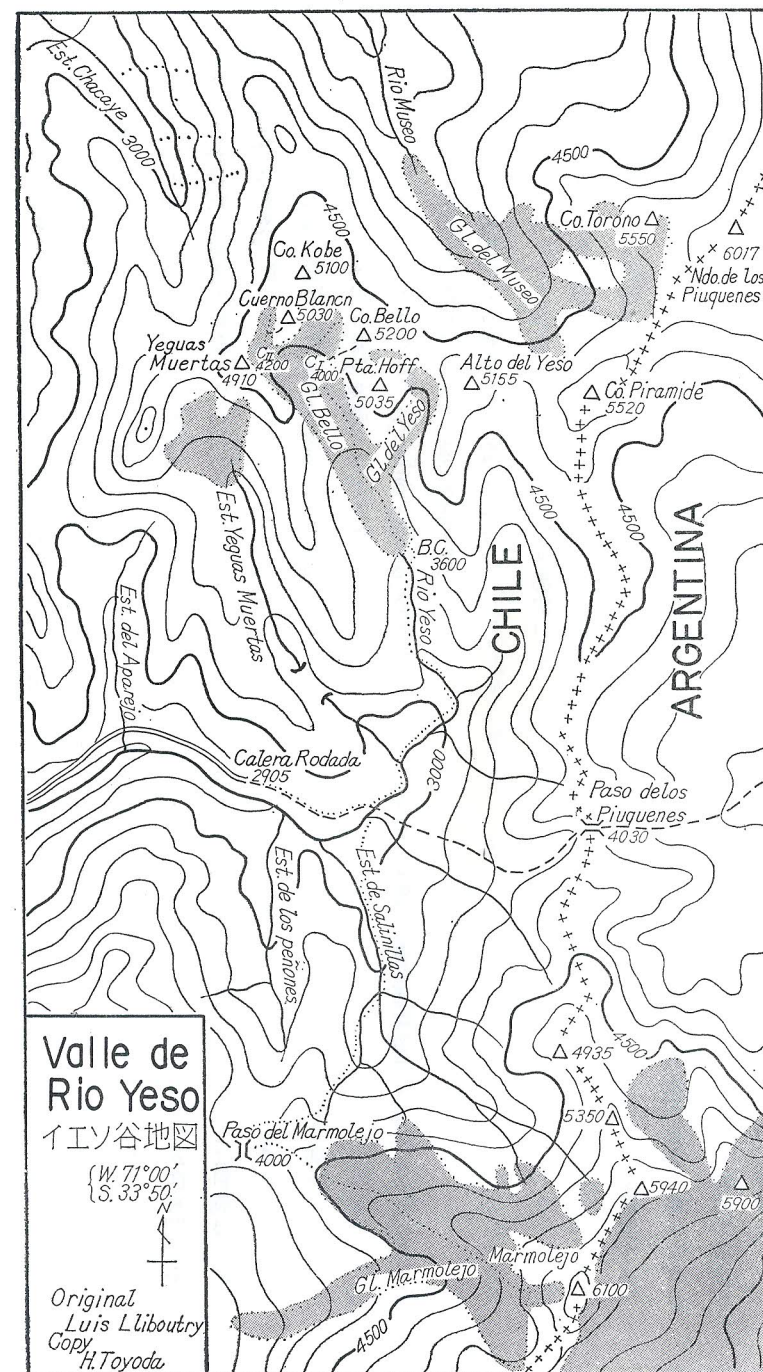 Est. Chacaye
3000
Rio Museo
4500
Gl. del Museo
Co. Torono
5550
6017
Ndo. de los
Piuquenes
4500
Co. Kobe
5100
Cuerno Blancn
5030
Co. Bello
5200
Yeguas
Muertas
4910
CII
4200
CI
4000
Pta. Hoff
5035
Alto del Yeso
5155
Co. Piramide
5520
Gl. Bello
Gl. del Yeso
4500
4500
Est. Yeguas Muertas
B.C.
3600
Rio Yeso
CHILE
ARGENTINA
Est. del Aparejo
Calera Rodada
2905
3000
Paso delos
Piuquenes
4030
Est. de los peñones
Est. de Salinillas
4935
4500
5350
5940
5900
Paso del Marmolejo
4000
Gl. Marmolejo
Marmolejo
6100
4500
Valle de
Rio Yeso
イエソ谷地図
{W. 71°00'
{S. 33°50'
N
Original
Luis Lliboutry
Copy
H. Toyoda